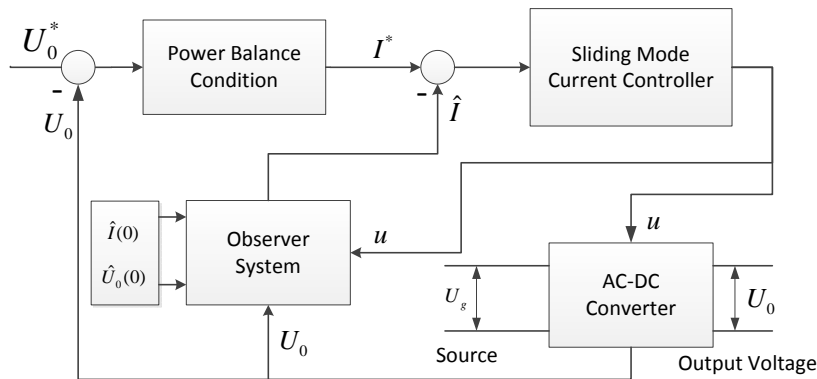 U₀*
-
U₀
Power Balance
Condition
I*
-
Î
Sliding Mode
Current Controller
Î(0)
Û₀(0)
Observer
System
u
u
U₀
U_g
Source
AC-DC
Converter
U₀
Output Voltage